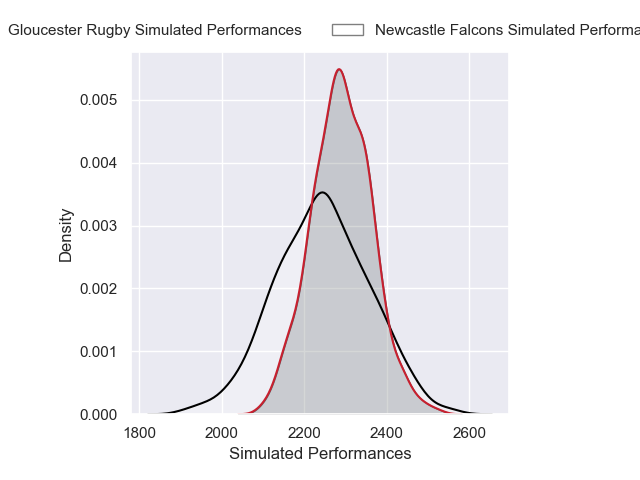 Gloucester Rugby Simulated Performances
Newcastle Falcons Simulated
0.005
0.004
0.003
0.002
0.001
0.000
Density
1800 2000 2200 2400 2600
Simulated Performances